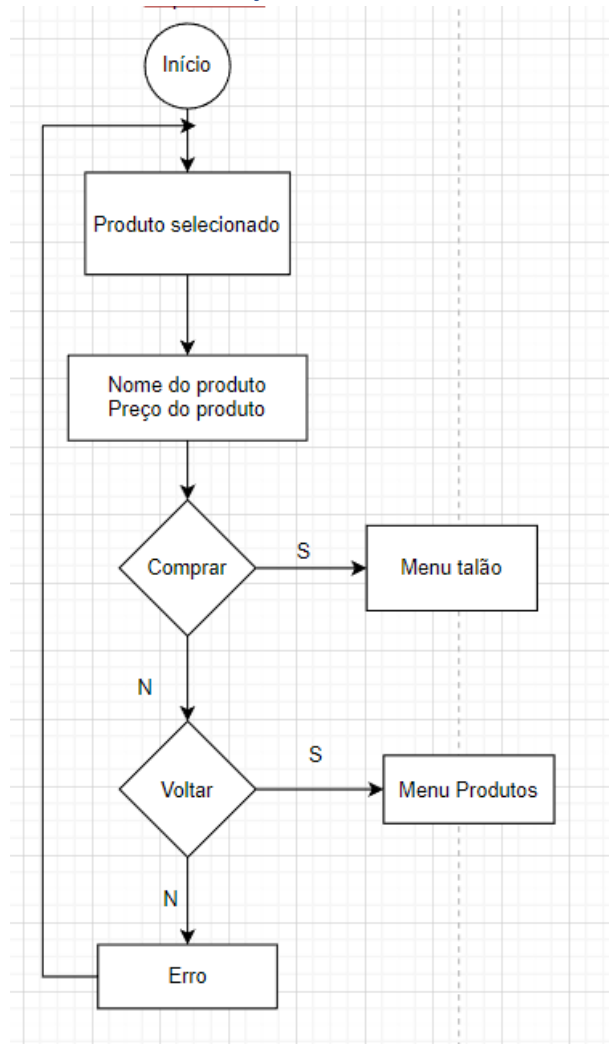 Início
Produto selecionado
Nome do produto
Preço do produto
Comprar
S
Menu talão
N
Voltar
S
Menu Produtos
N
Erro